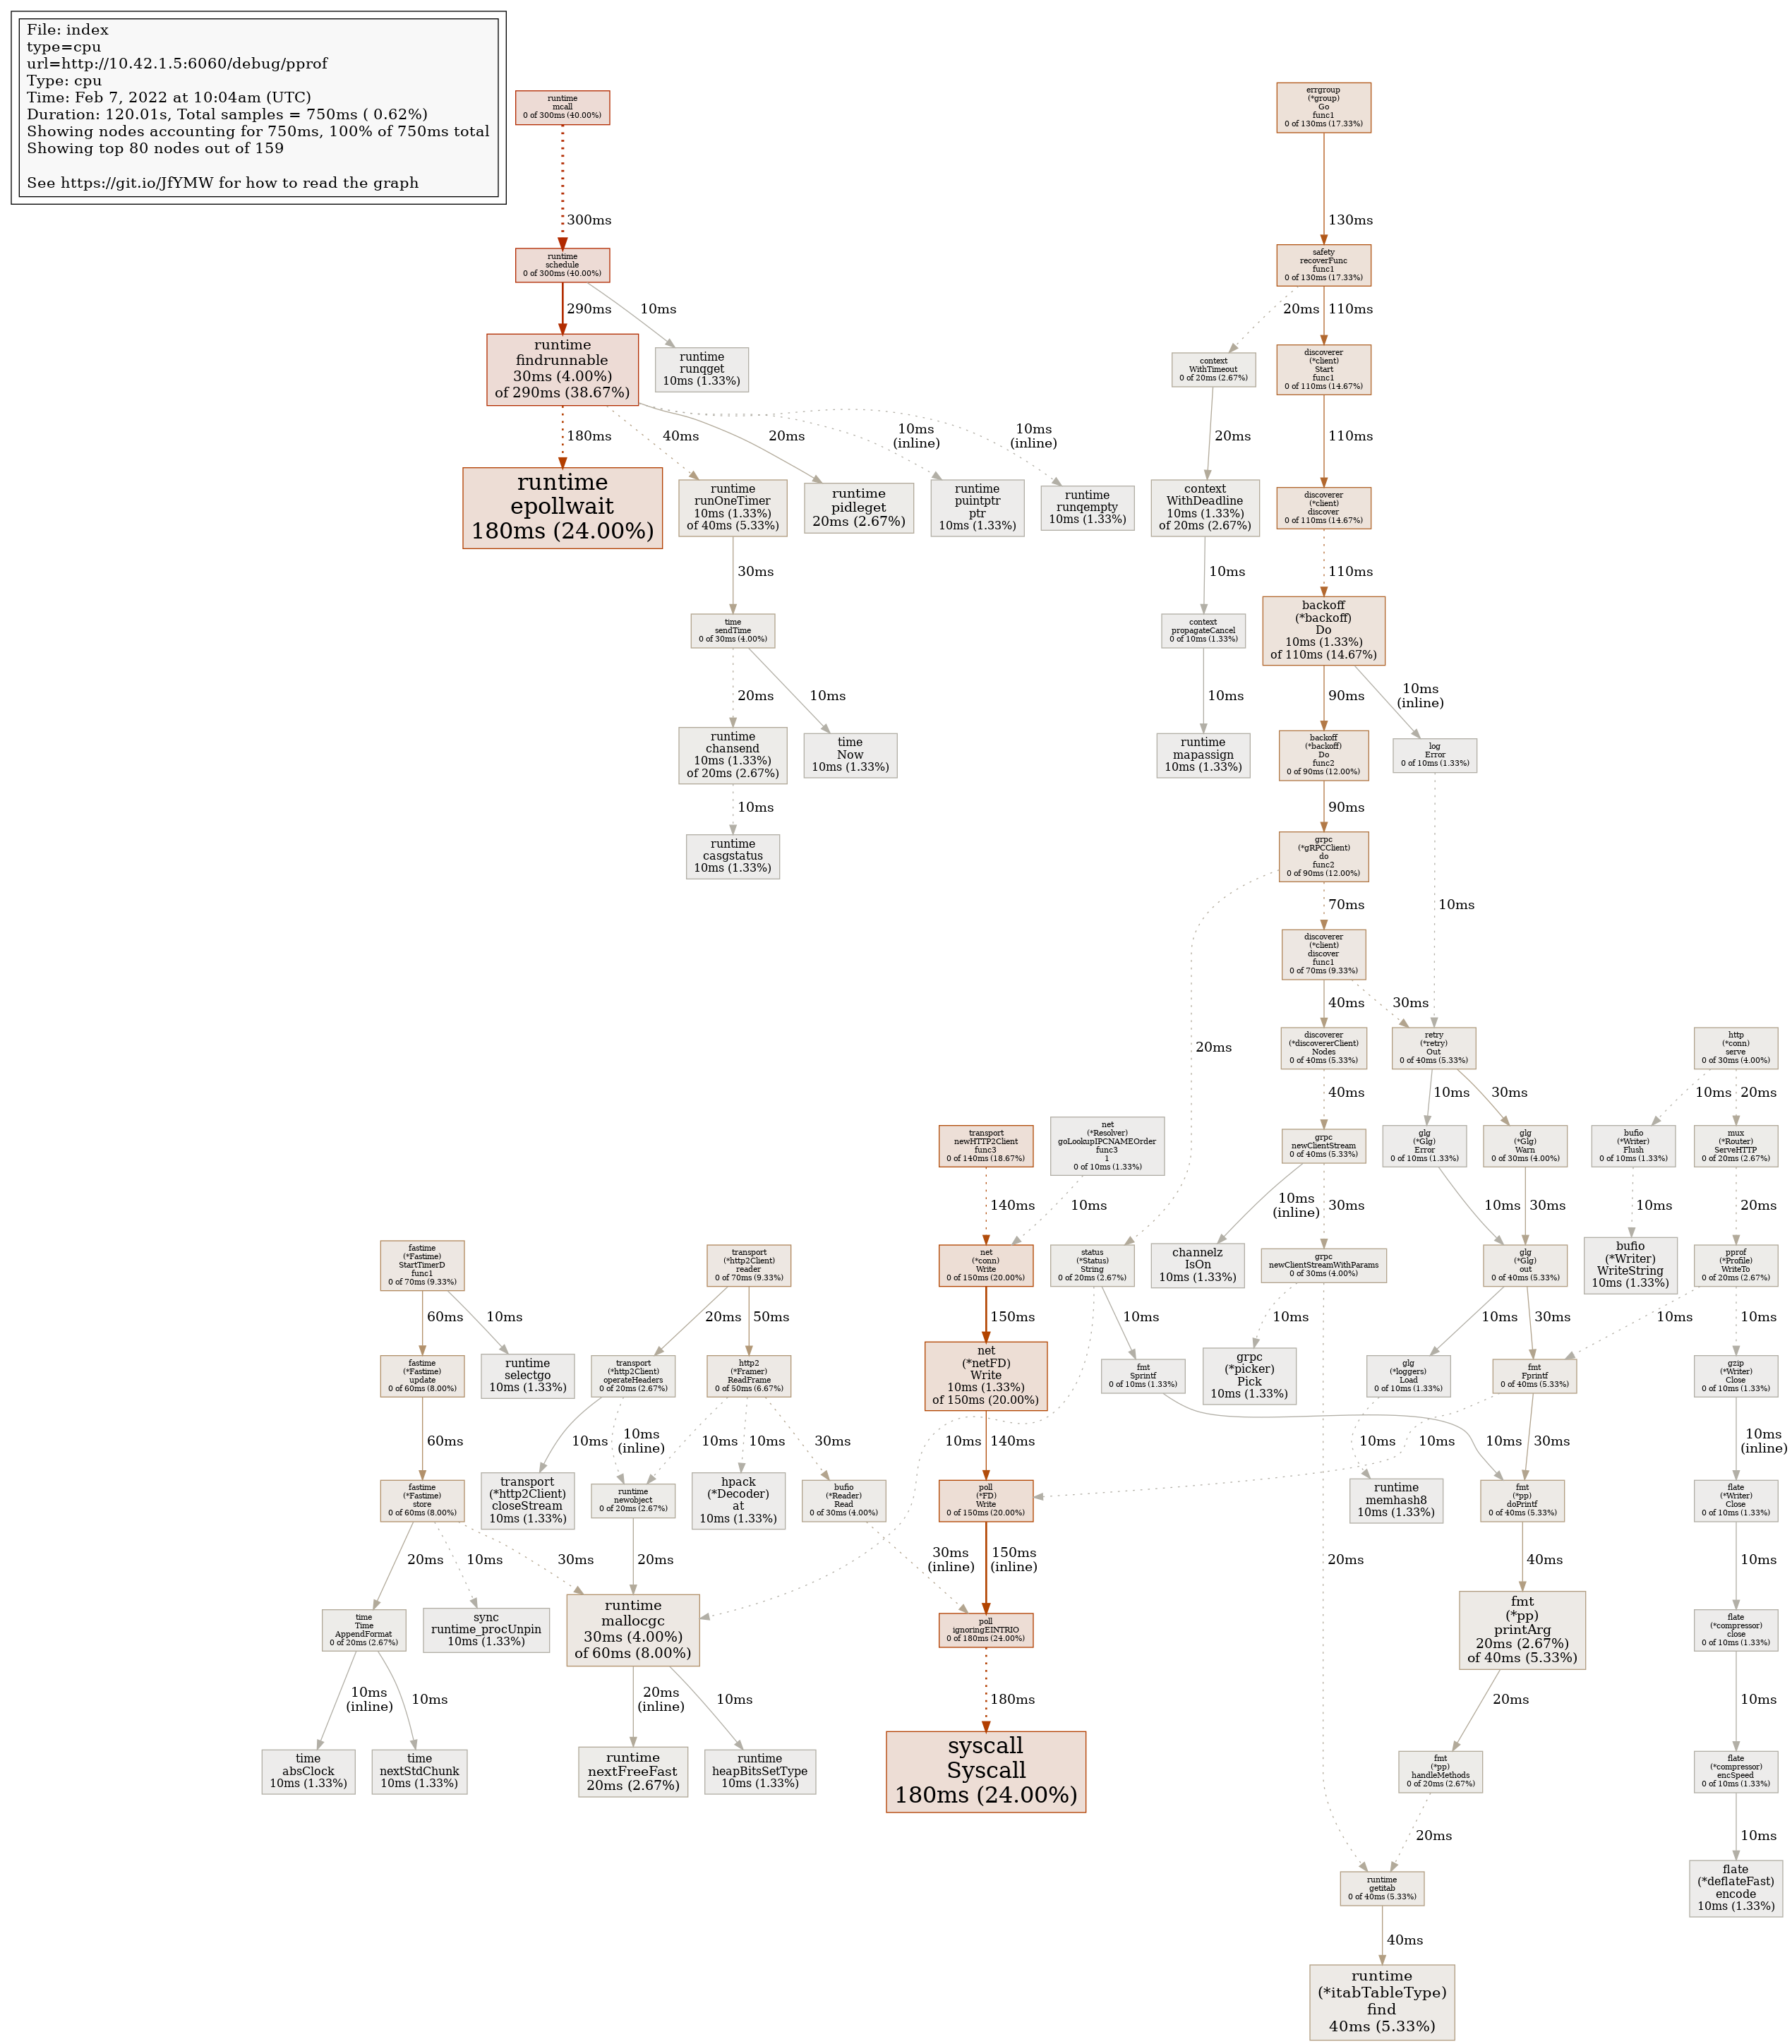 File: index
type=cpu
url=http://10.42.1.5:6060/debug/pprof
Type: cpu
Time: Feb 7, 2022 at 10:04am (UTC)
Duration: 120.01s, Total samples = 750ms ( 0.62%)
Showing nodes accounting for 750ms, 100% of 750ms total
Showing top 80 nodes out of 159
See https://git.io/JfYMW for how to read the graph
runtime
mcall
0 of 300ms (40.00%)
errgroup
(*group)
Go
func1
0 of 130ms (17.33%)
300ms
130ms
runtime
schedule
0 of 300ms (40.00%)
safety
recoverFunc
func1
0 of 130ms (17.33%)
290ms
10ms
20ms
110ms
runtime
findrunnable
30ms (4.00%)
of 290ms (38.67%)
runtime
runqget
10ms (1.33%)
context
WithTimeout
0 of 20ms (2.67%)
discoverer
(*client)
Start
func1
0 of 110ms (14.67%)
180ms
40ms
20ms
10ms
(inline)
10ms
(inline)
20ms
110ms
runtime
epollwait
180ms (24.00%)
runtime
runOneTimer
10ms (1.33%)
of 40ms (5.33%)
runtime
pidleget
20ms (2.67%)
runtime
puintptr
ptr
10ms (1.33%)
runtime
runqempty
10ms (1.33%)
context
WithDeadline
10ms (1.33%)
of 20ms (2.67%)
discoverer
(*client)
discover
0 of 110ms (14.67%)
30ms
10ms
110ms
time
sendTime
0 of 30ms (4.00%)
context
propagateCancel
0 of 10ms (1.33%)
backoff
(*backoff)
Do
10ms (1.33%)
of 110ms (14.67%)
20ms
10ms
10ms
90ms
10ms
(inline)
runtime
chansend
10ms (1.33%)
of 20ms (2.67%)
time
Now
10ms (1.33%)
runtime
mapassign
10ms (1.33%)
backoff
(*backoff)
Do
func2
0 of 90ms (12.00%)
log
Error
0 of 10ms (1.33%)
10ms
90ms
runtime
casgstatus
10ms (1.33%)
grpc
(*gRPCClient)
do
func2
0 of 90ms (12.00%)
70ms
10ms
discoverer
(*client)
discover
func1
0 of 70ms (9.33%)
40ms
30ms
20ms
discoverer
(*discovererClient)
Nodes
0 of 40ms (5.33%)
retry
(*retry)
Out
0 of 40ms (5.33%)
http
(*conn)
serve
0 of 30ms (4.00%)
40ms
10ms
30ms
10ms
20ms
transport
newHTTP2Client
func3
0 of 140ms (18.67%)
net
(*Resolver)
goLookupIPCNAMEOrder
func3
1
0 of 10ms (1.33%)
grpc
newClientStream
0 of 40ms (5.33%)
glg
(*Glg)
Error
0 of 10ms (1.33%)
glg
(*Glg)
Warn
0 of 30ms (4.00%)
bufio
(*Writer)
Flush
0 of 10ms (1.33%)
mux
(*Router)
ServeHTTP
0 of 20ms (2.67%)
140ms
10ms
10ms
(inline)
30ms
10ms
30ms
10ms
20ms
fastime
(*Fastime)
StartTimerD
func1
0 of 70ms (9.33%)
transport
(*http2Client)
reader
0 of 70ms (9.33%)
net
(*conn)
Write
0 of 150ms (20.00%)
status
(*Status)
String
0 of 20ms (2.67%)
channelz
IsOn
10ms (1.33%)
grpc
newClientStreamWithParams
0 of 30ms (4.00%)
glg
(*Glg)
out
0 of 40ms (5.33%)
bufio
(*Writer)
WriteString
10ms (1.33%)
pprof
(*Profile)
WriteTo
0 of 20ms (2.67%)
60ms
10ms
20ms
50ms
150ms
10ms
10ms
10ms
30ms
10ms
10ms
fastime
(*Fastime)
update
0 of 60ms (8.00%)
runtime
selectgo
10ms (1.33%)
transport
(*http2Client)
operateHeaders
0 of 20ms (2.67%)
http2
(*Framer)
ReadFrame
0 of 50ms (6.67%)
net
(*netFD)
Write
10ms (1.33%)
of 150ms (20.00%)
fmt
Sprintf
0 of 10ms (1.33%)
grpc
(*picker)
Pick
10ms (1.33%)
glg
(*loggers)
Load
0 of 10ms (1.33%)
fmt
Fprintf
0 of 40ms (5.33%)
gzip
(*Writer)
Close
0 of 10ms (1.33%)
60ms
10ms
10ms
(inline)
10ms
10ms
30ms
10ms
140ms
10ms
10ms
10ms
30ms
10ms
(inline)
fastime
(*Fastime)
store
0 of 60ms (8.00%)
transport
(*http2Client)
closeStream
10ms (1.33%)
runtime
newobject
0 of 20ms (2.67%)
hpack
(*Decoder)
at
10ms (1.33%)
bufio
(*Reader)
Read
0 of 30ms (4.00%)
poll
(*FD)
Write
0 of 150ms (20.00%)
runtime
memhash8
10ms (1.33%)
fmt
(*pp)
doPrintf
0 of 40ms (5.33%)
flate
(*Writer)
Close
0 of 10ms (1.33%)
20ms
10ms
30ms
20ms
30ms
(inline)
150ms
(inline)
20ms
40ms
10ms
time
Time
AppendFormat
0 of 20ms (2.67%)
sync
runtime_procUnpin
10ms (1.33%)
runtime
mallocgc
30ms (4.00%)
of 60ms (8.00%)
poll
ignoringEINTRIO
0 of 180ms (24.00%)
fmt
(*pp)
printArg
20ms (2.67%)
of 40ms (5.33%)
flate
(*compressor)
close
0 of 10ms (1.33%)
10ms
(inline)
10ms
20ms
(inline)
10ms
180ms
20ms
10ms
time
absClock
10ms (1.33%)
time
nextStdChunk
10ms (1.33%)
runtime
nextFreeFast
20ms (2.67%)
runtime
heapBitsSetType
10ms (1.33%)
syscall
Syscall
180ms (24.00%)
fmt
(*pp)
handleMethods
0 of 20ms (2.67%)
flate
(*compressor)
encSpeed
0 of 10ms (1.33%)
20ms
10ms
runtime
getitab
0 of 40ms (5.33%)
flate
(*deflateFast)
encode
10ms (1.33%)
40ms
runtime
(*itabTableType)
find
40ms (5.33%)